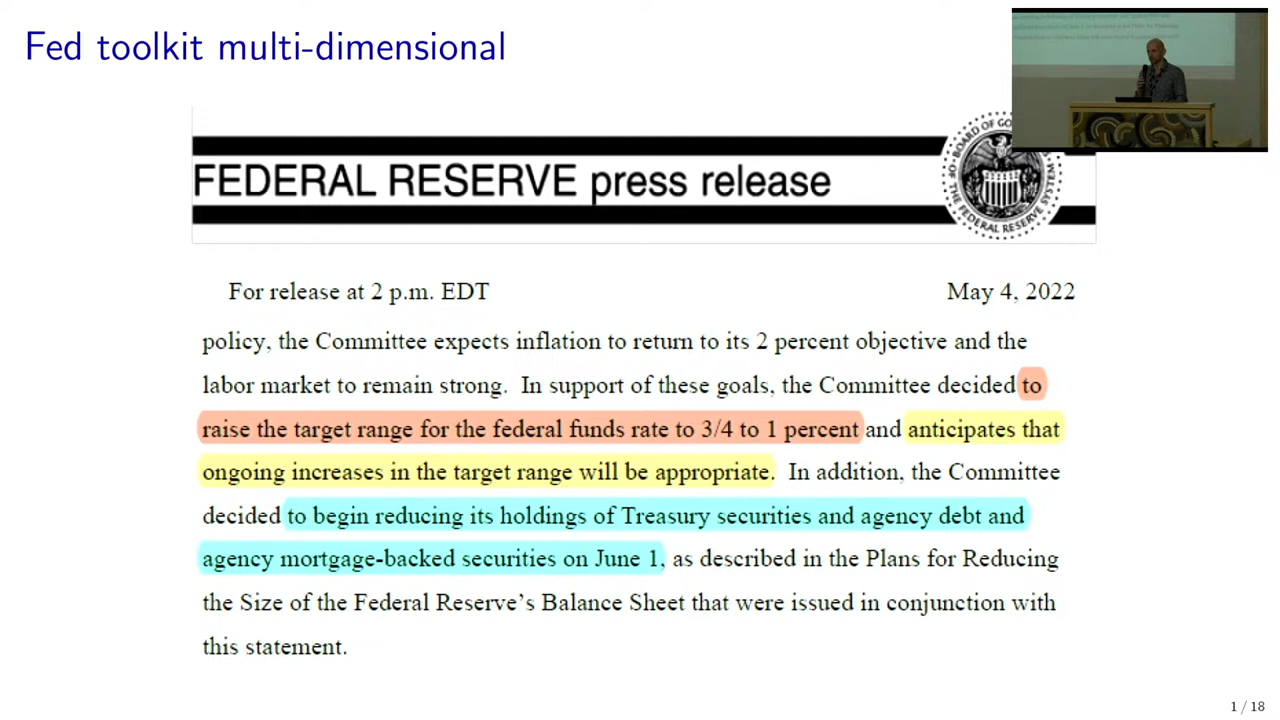 Fed toolkit multi-dimensional
FEDERAL RESERVE press release
For release at 2 p.m. EDT
May 4, 2022
policy, the Committee expects inflation to return to its 2 percent objective and the
labor market to remain strong. In support of these goals, the Committee decided to
raise the target range for the federal funds rate to 3/4 to 1 percent and anticipates that
ongoing increases in the target range will be appropriate. In addition, the Committee
decided to begin reducing its holdings of Treasury securities and agency debt and
agency mortgage-backed securities on June 1, as described in the Plans for Reducing
the Size of the Federal Reserve's Balance Sheet that were issued in conjunction with
this statement.
1 / 18